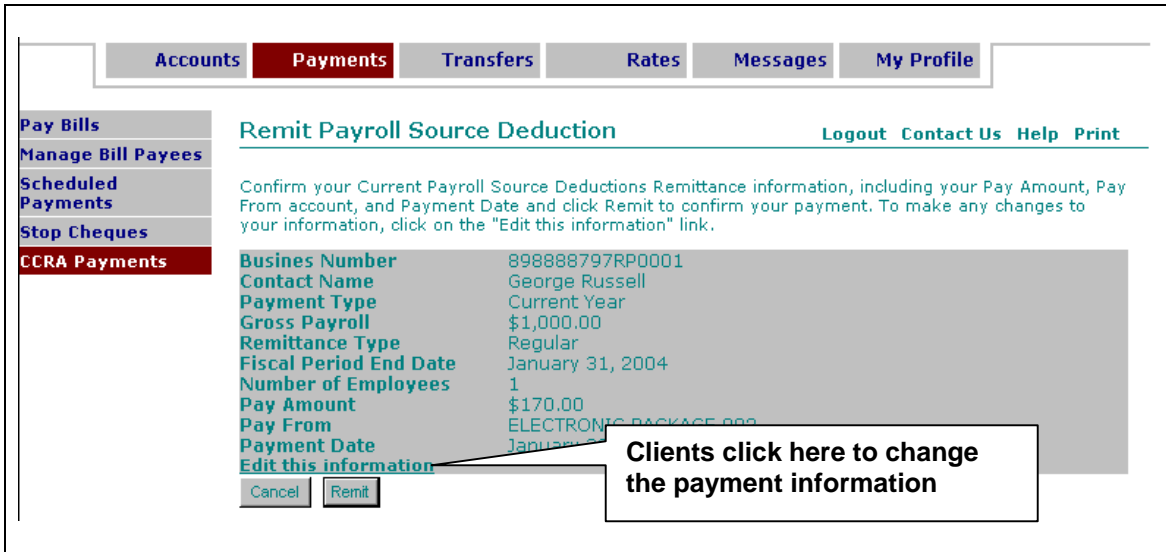 Accounts Payments Transfers Rates Messages My Profile
Pay Bills
Manage Bill Payees
Scheduled
Payments
Stop Cheques
CCRA Payments
Remit Payroll Source Deduction
Logout Contact Us Help Print
Confirm your Current Payroll Source Deductions Remittance information, including your Pay Amount, Pay
From account, and Payment Date and click Remit to confirm your payment. To make any changes to
your information, click on the "Edit this information" link.
Busines Number 898888797RP0001
Contact Name George Russell
Payment Type Current Year
Gross Payroll $1,000.00
Remittance Type Regular
Fiscal Period End Date January 31, 2004
Number of Employees 1
Pay Amount $170.00
Pay From ELECTRONIC PACKAGE
Payment Date January
Edit this information
Cancel Remit
Clients click here to change
the payment information